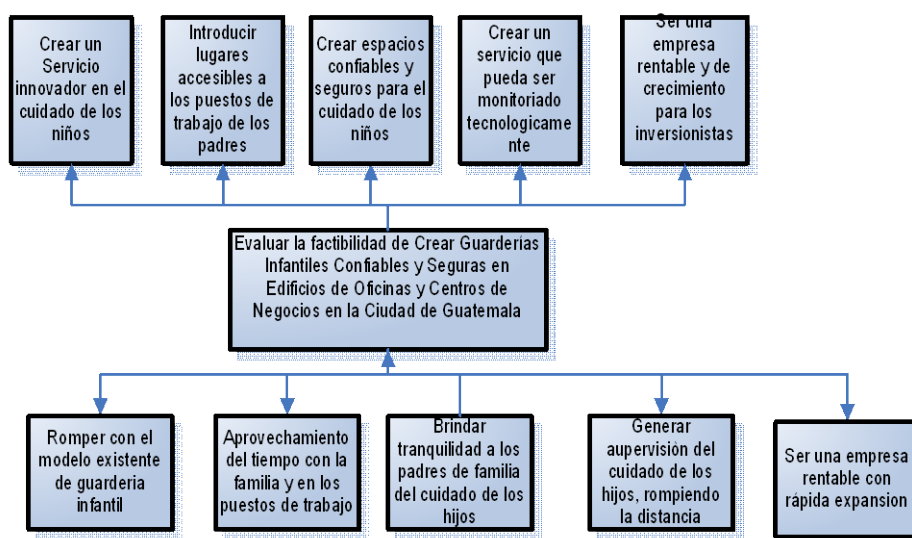 Crear un
Servicio
innovador en el
cuidado de los
niños
Introducir
lugares
accesibles a
los puestos de
trabajo de los
padres
Crear espacios
confiables y
seguros para el
cuidado de los
niños
Crear un
servicio que
pueda ser
monitoriado
tecnologicame
nte
Ser una
empresa
rentable y de
crecimiento
para los
inversionistas
Evaluar la factibilidad de Crear Guarderías
Infantiles Confiables y Seguras en
Edificios de Oficinas y Centros de
Negocios en la Ciudad de Guatemala
Romper con el
modelo existente
de guarderia
infantil
Aprovechamiento
del tiempo con la
familia y en los
puestos de trabajo
Brindar
tranquilidad a los
padres de familia
del cuidado de los
hijos
Generar
aupervisión del
cuidado de los
hijos, rompiendo
la distancia
Ser una empresa
rentable con
rápida expansion